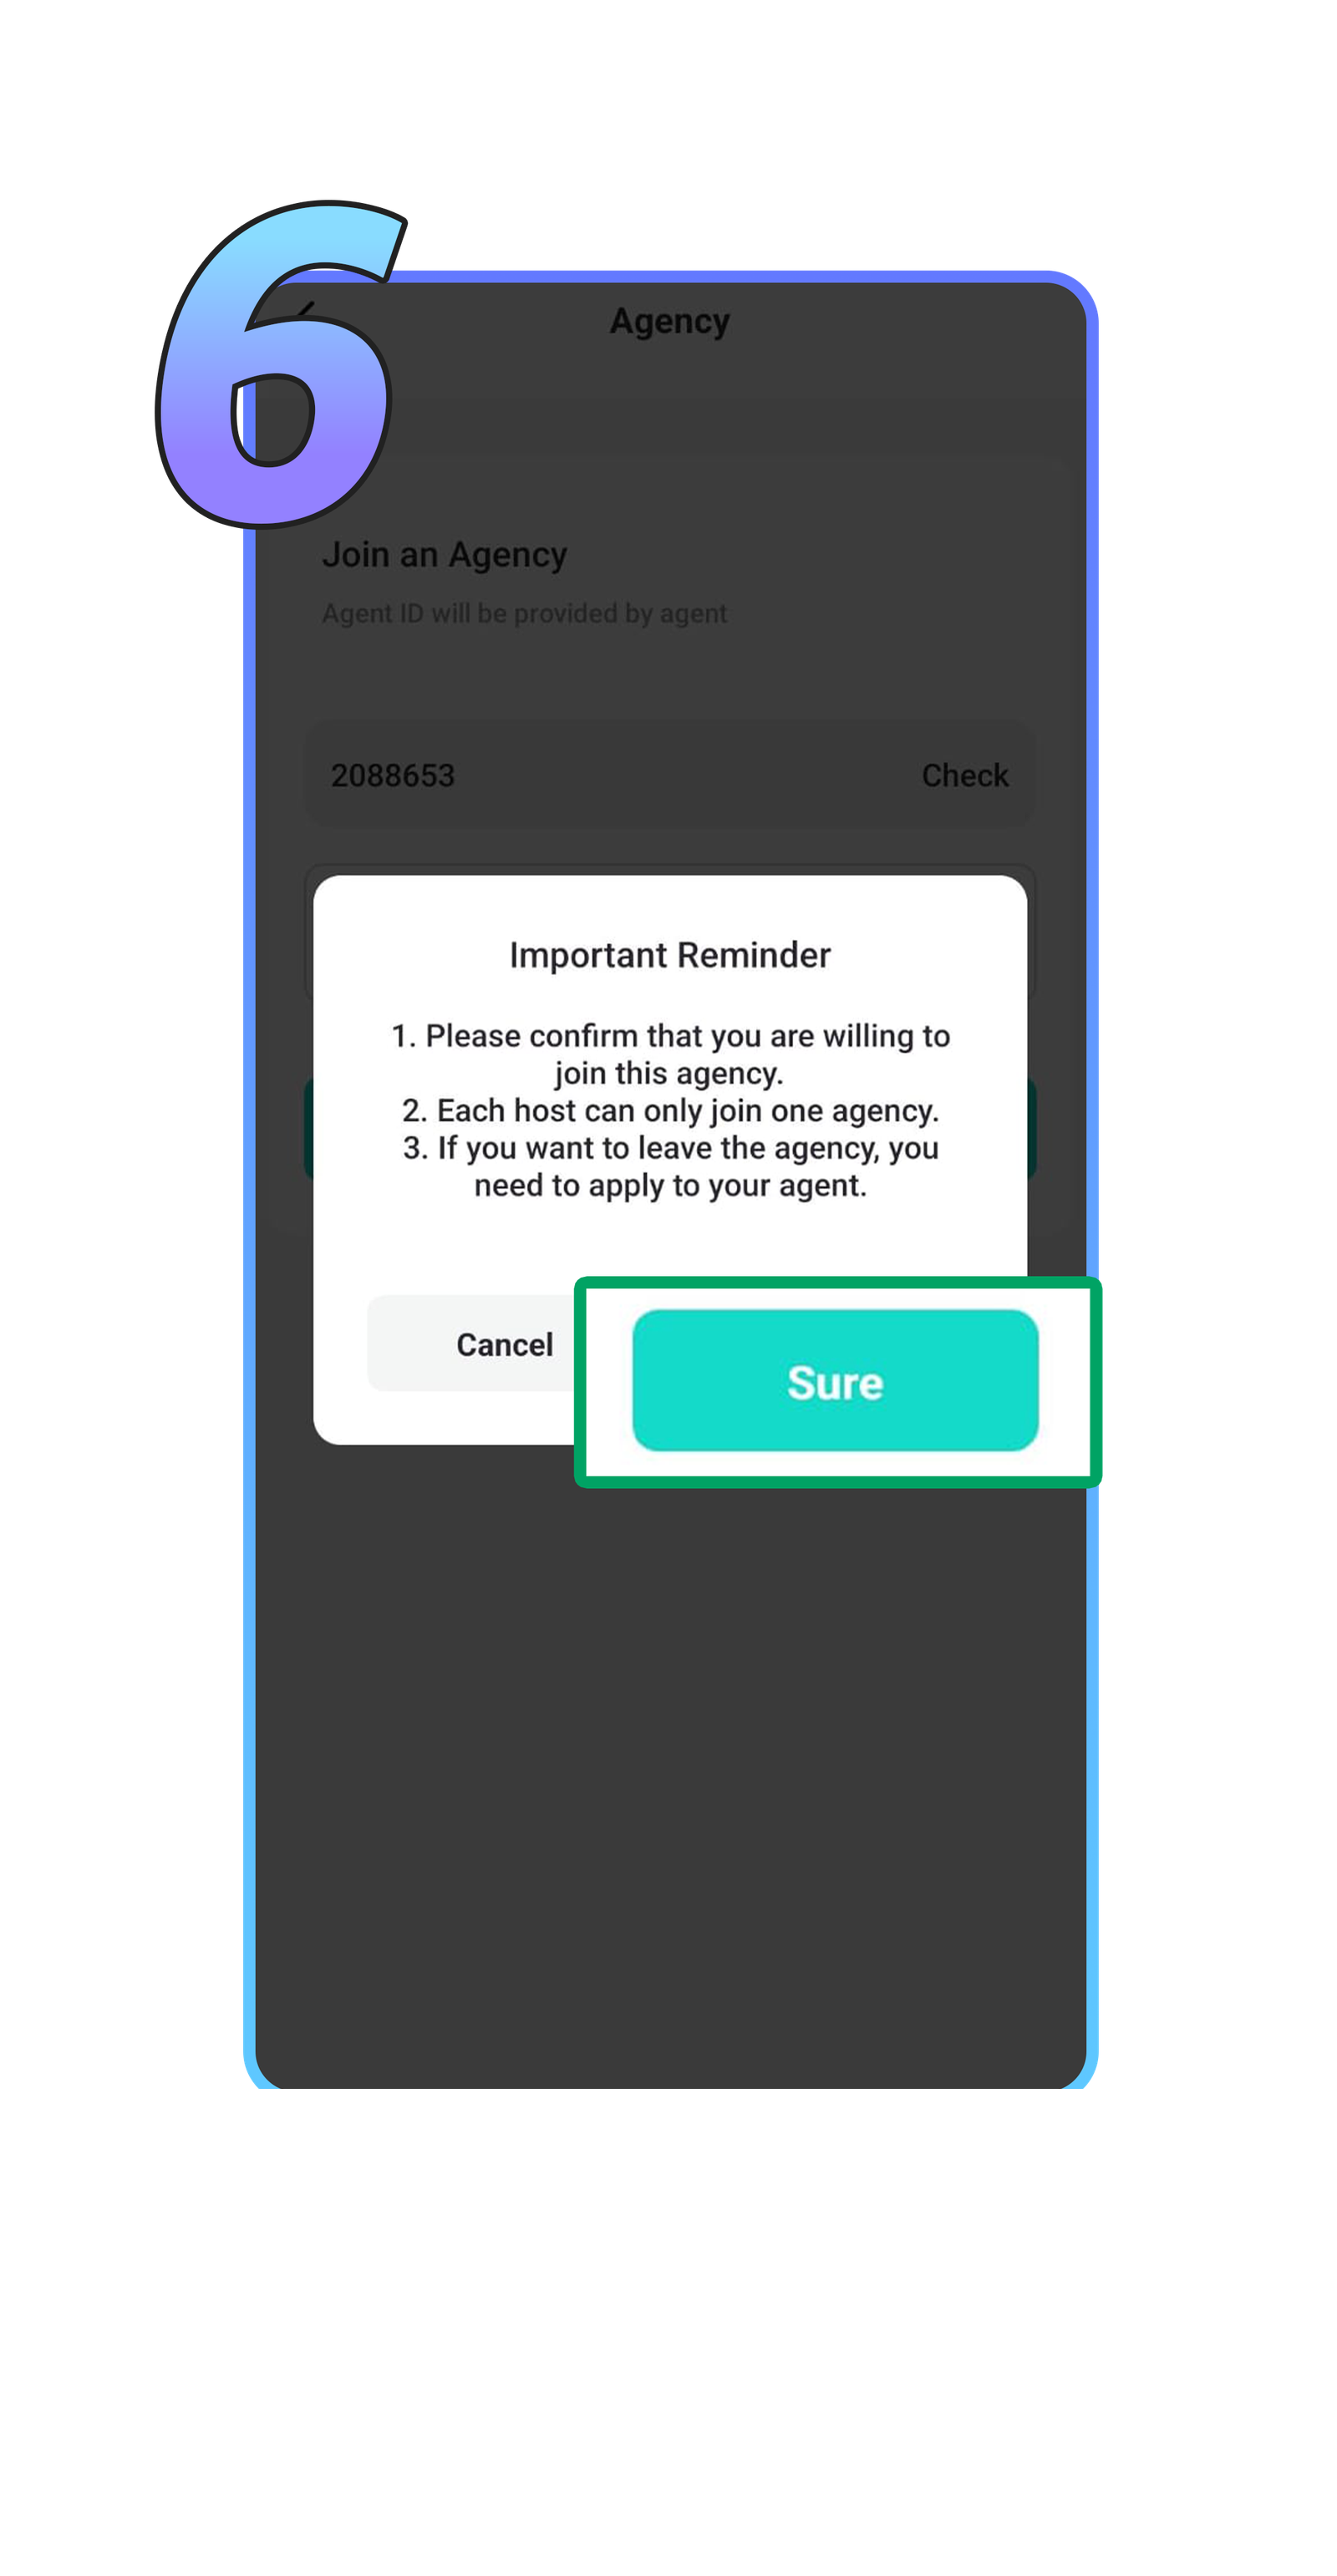 6
Agency
Join an Agency
Agent ID will be provided by agent
2088653 Check
Important Reminder
1. Please confirm that you are willing to
join this agency.
2. Each host can only join one agency.
3. If you want to leave the agency, you
need to apply to your agent.
Cancel Sure